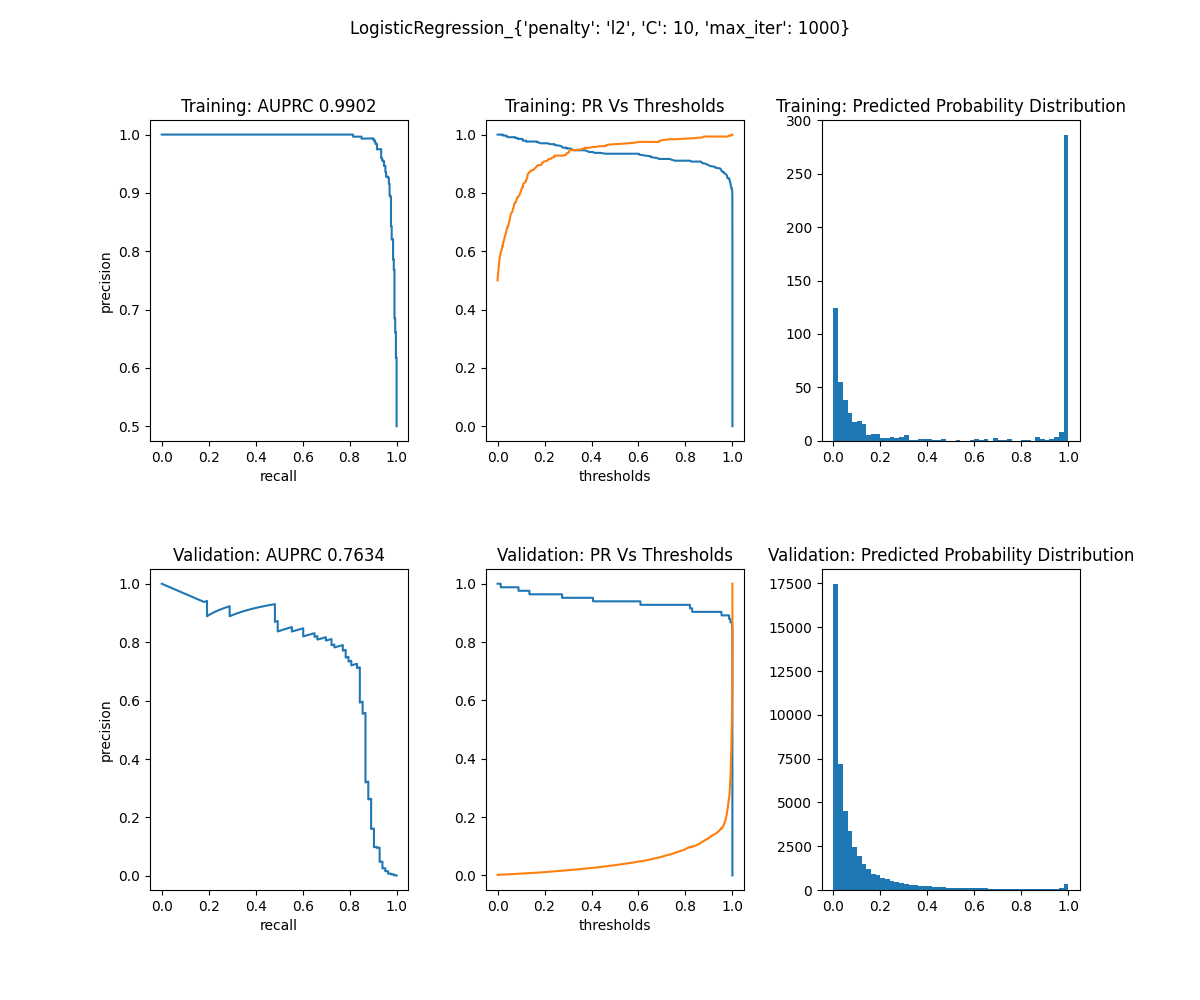 LogisticRegression_{'penalty': 'l2', 'C': 10, 'max_iter': 1000}
Training: AUPRC 0.9902
1.0
0.9
0.8
0.7
0.6
0.5
precision
0.0 0.2 0.4 0.6 0.8 1.0
recall
Training: PR Vs Thresholds
1.0
0.8
0.6
0.4
0.2
0.0
0.0 0.2 0.4 0.6 0.8 1.0
thresholds
Training: Predicted Probability Distribution
300
250
200
150
100
50
0
0.0 0.2 0.4 0.6 0.8 1.0
Validation: AUPRC 0.7634
1.0
0.8
0.6
0.4
0.2
0.0
precision
0.0 0.2 0.4 0.6 0.8 1.0
recall
Validation: PR Vs Thresholds
1.0
0.8
0.6
0.4
0.2
0.0
0.0 0.2 0.4 0.6 0.8 1.0
thresholds
Validation: Predicted Probability Distribution
17500
15000
12500
10000
7500
5000
2500
0
0.0 0.2 0.4 0.6 0.8 1.0